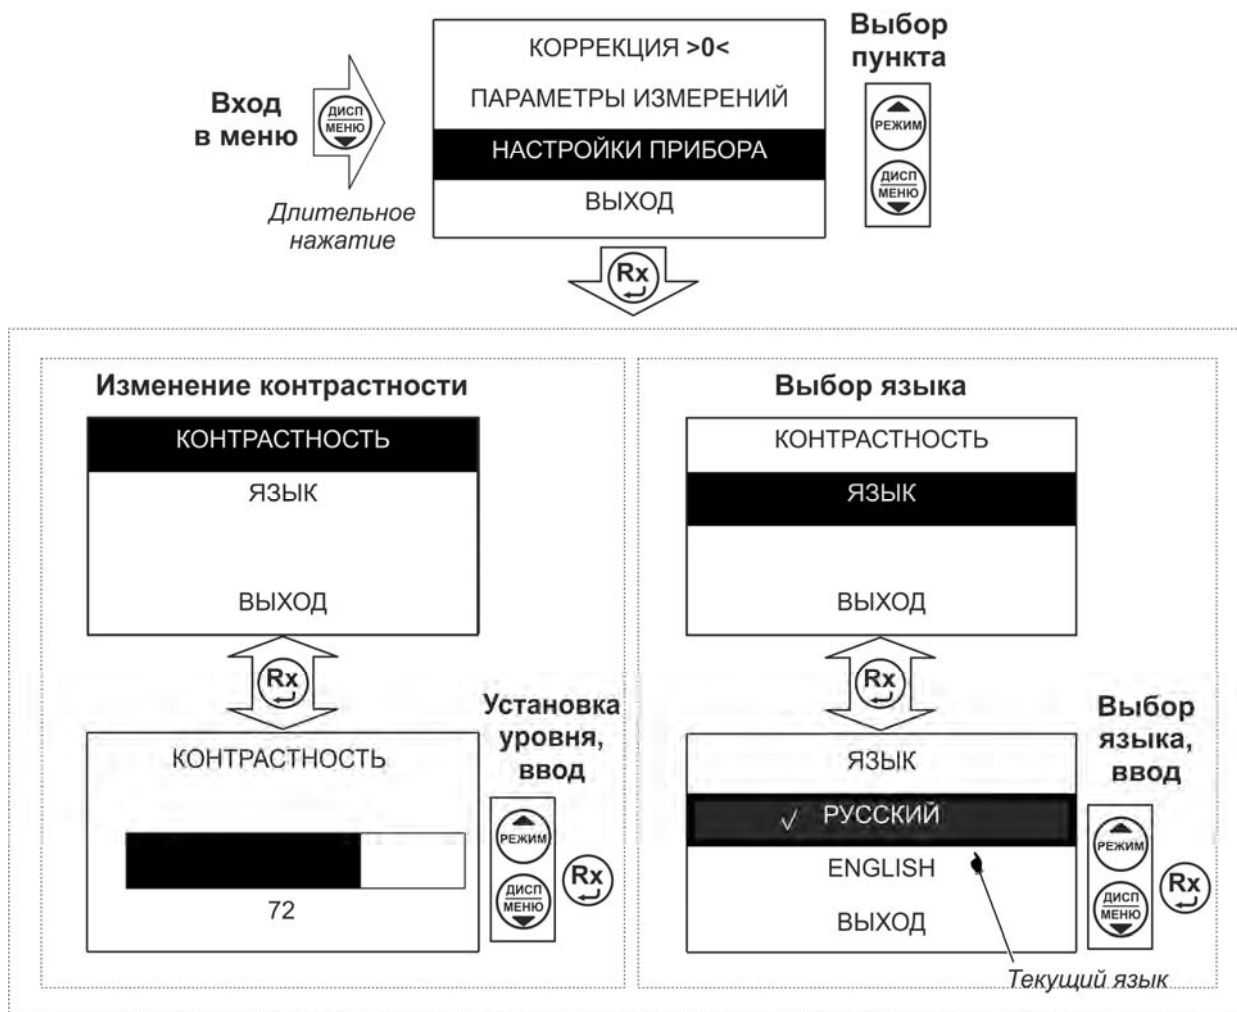 Вход
в меню
ДИСП
МЕНЮ
Длительное
нажатие
КОРРЕКЦИЯ >0<
ПАРАМЕТРЫ ИЗМЕРЕНИЙ
НАСТРОЙКИ ПРИБОРА
ВЫХОД
Выбор
пункта
РЕЖИМ
ДИСП
МЕНЮ
Rx
Изменение контрастности
КОНТРАСТНОСТЬ
ЯЗЫК
ВЫХОД
Rx
КОНТРАСТНОСТЬ
72
Установка
уровня,
ввод
РЕЖИМ
ДИСП
МЕНЮ
Rx
Выбор языка
КОНТРАСТНОСТЬ
ЯЗЫК
ВЫХОД
Rx
ЯЗЫК
√ РУССКИЙ
ENGLISH
ВЫХОД
Выбор
языка,
ввод
РЕЖИМ
ДИСП
МЕНЮ
Rx
Текущий язык